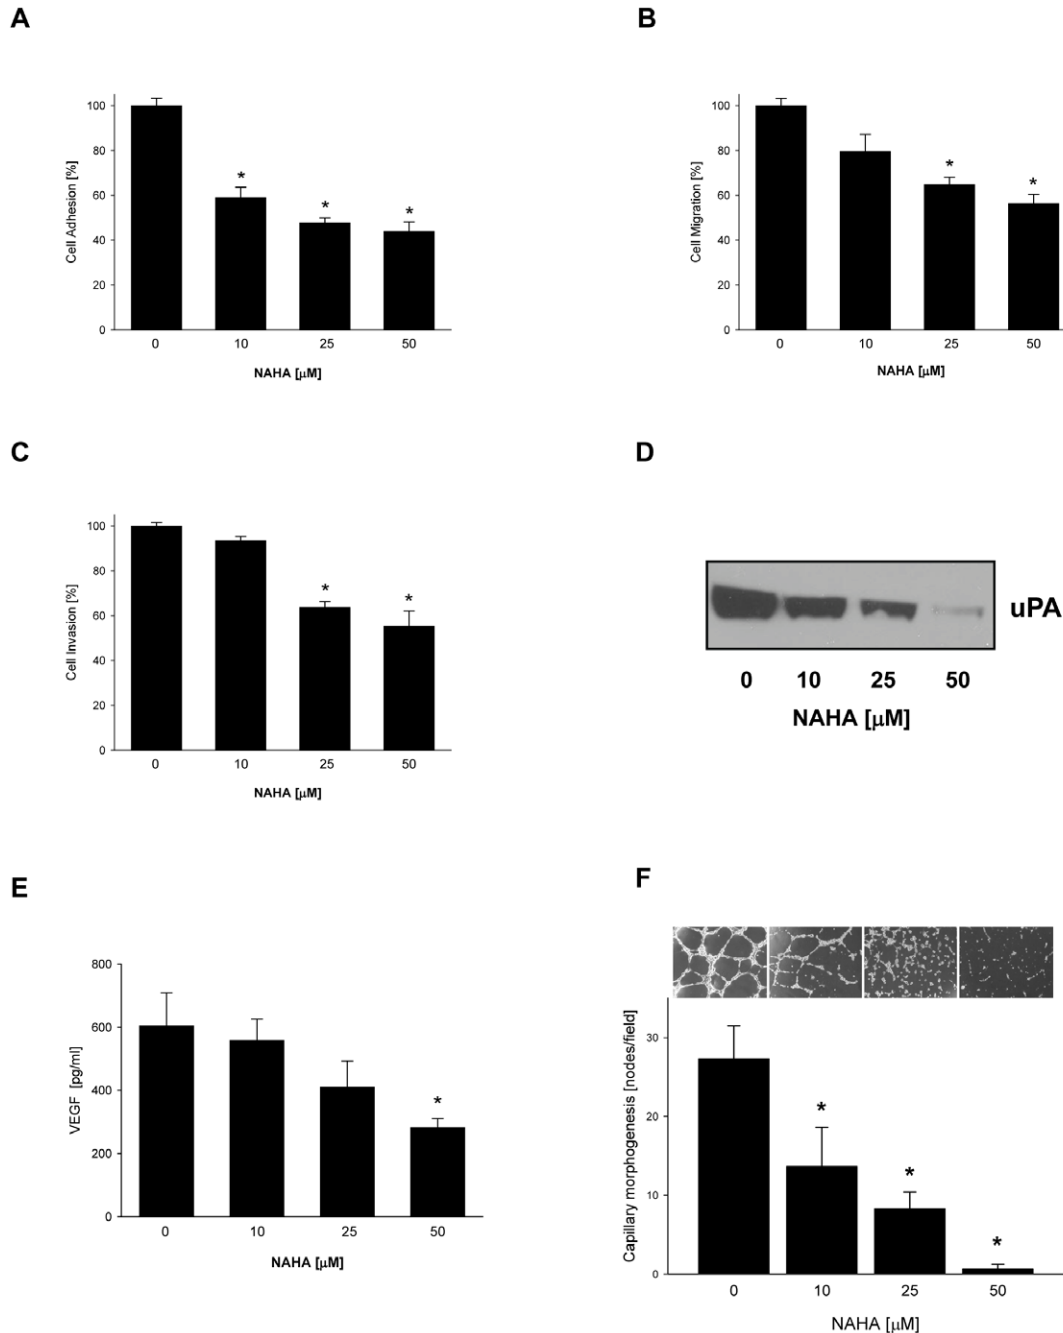 A
Cell Adhesion [%]
100
80
60
40
20
0
*
*
*
0 10 25 50
NAHA [μM]
B
Cell Migration [%]
100
80
60
40
20
0
*
*
0 10 25 50
NAHA [μM]
C
Cell Invasion [%]
100
80
60
40
20
0
*
*
0 10 25 50
NAHA [μM]
D
uPA
0 10 25 50
NAHA [μM]
E
VEGF [pg/ml]
800
600
400
200
0
*
0 10 25 50
NAHA [μM]
F
Capillary morphogenesis [nodes/field]
30
20
10
0
*
*
*
0 10 25 50
NAHA [μM]